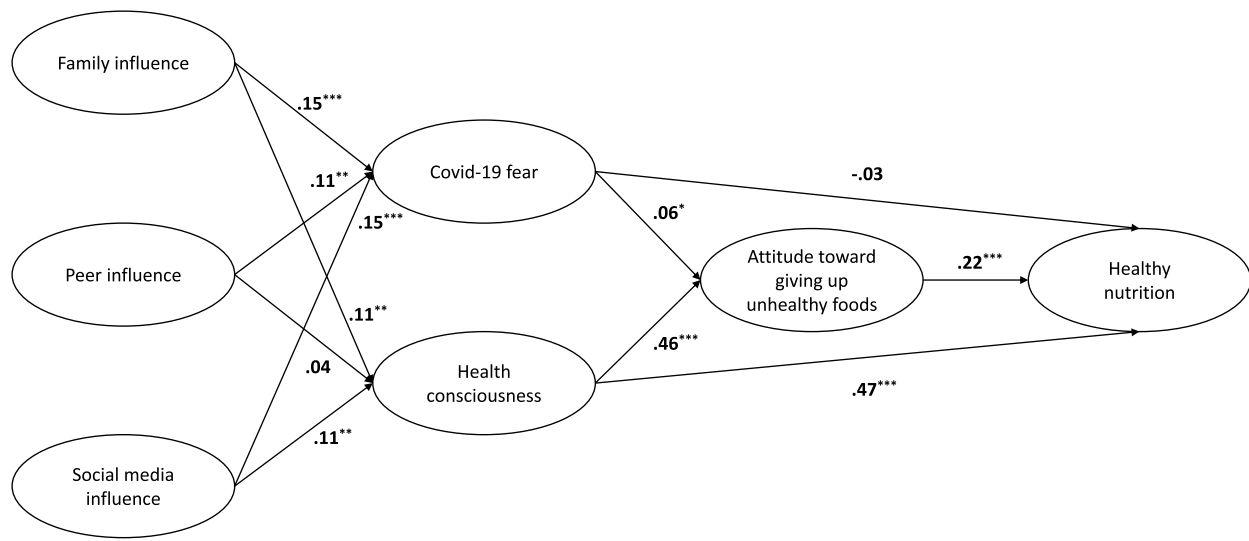 Family influence
.15***
Covid-19 fear
-.03
.11**
.15***
.06*
Peer influence
Attitude toward
giving up
unhealthy foods
.22***
Healthy
nutrition
.11**
.04
.46***
Health
consciousness
.47***
.11**
Social media
influence